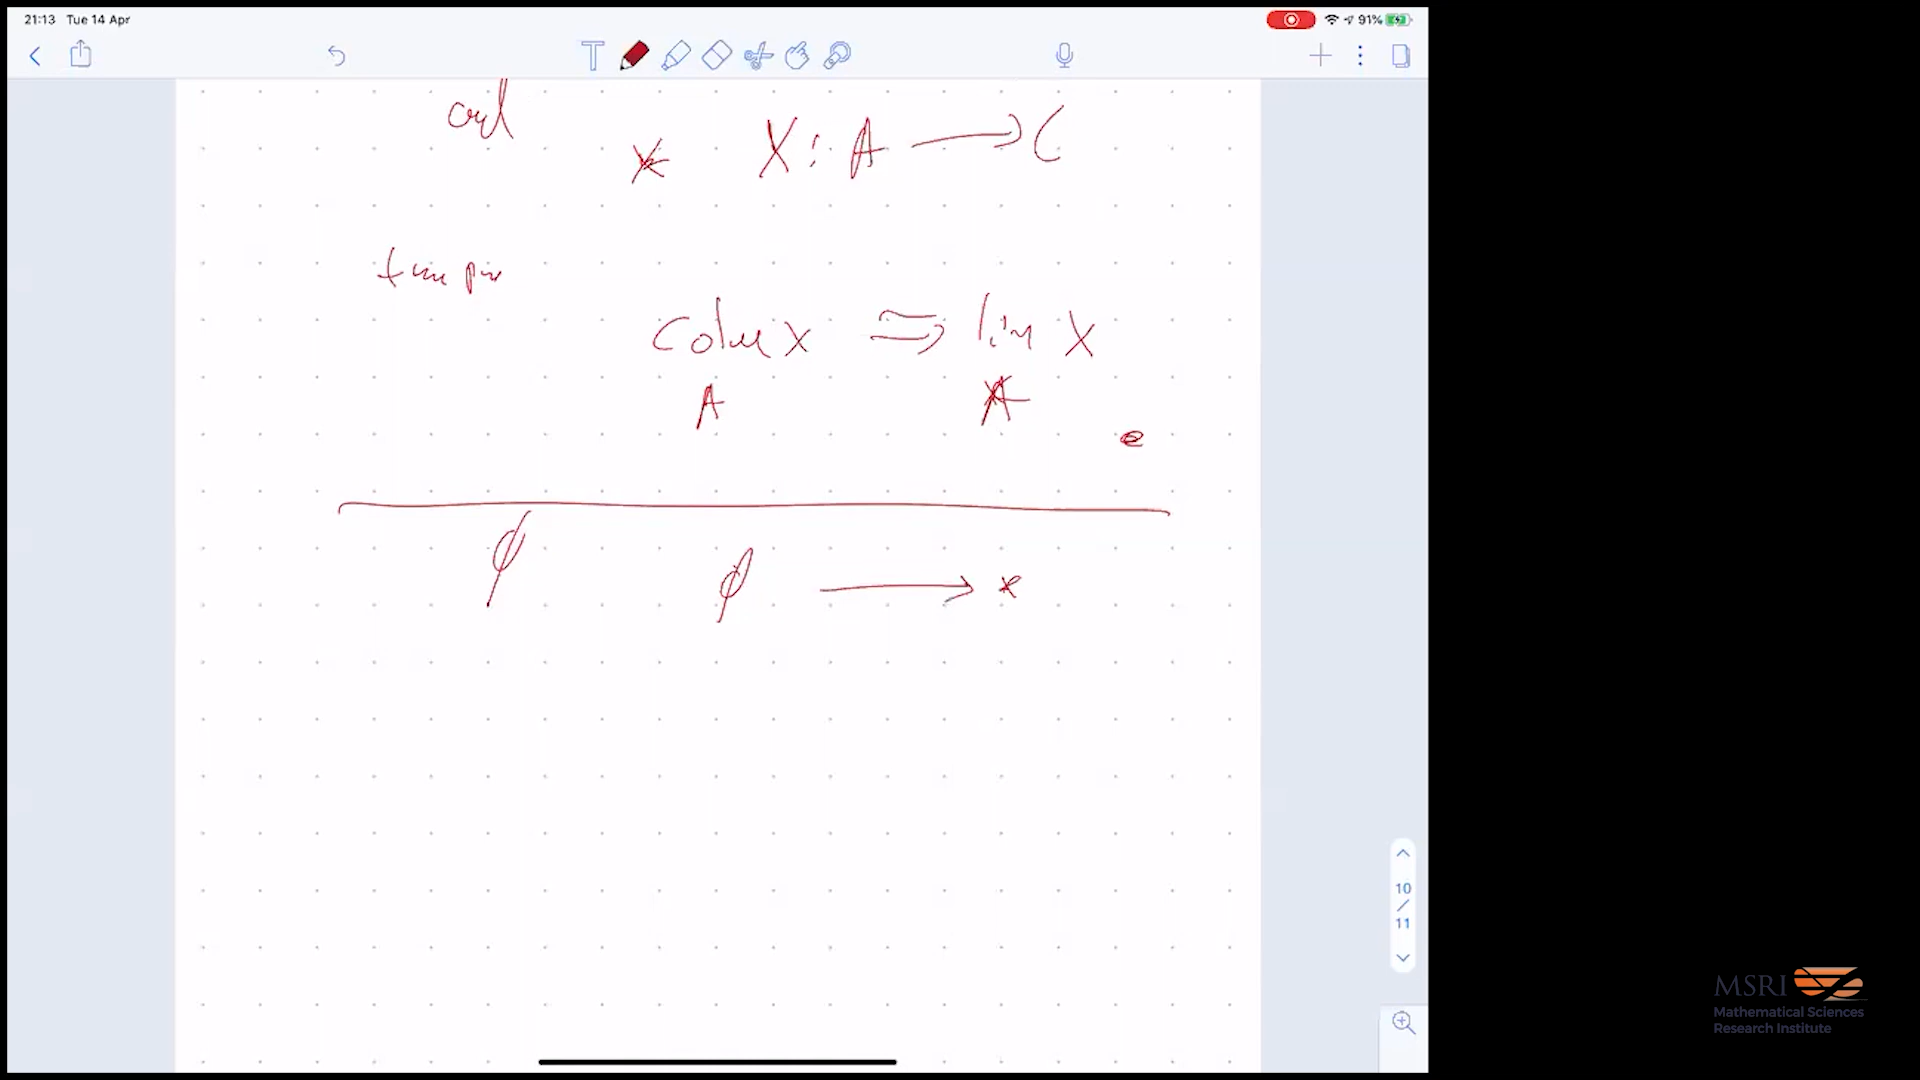 21:13 Tue 14 Apr 91%
T
X : A → C
colim X ⇒ lim X
A A
∅ ∅ → *
10
/
11
MSRI
Mathematical Sciences
Research Institute